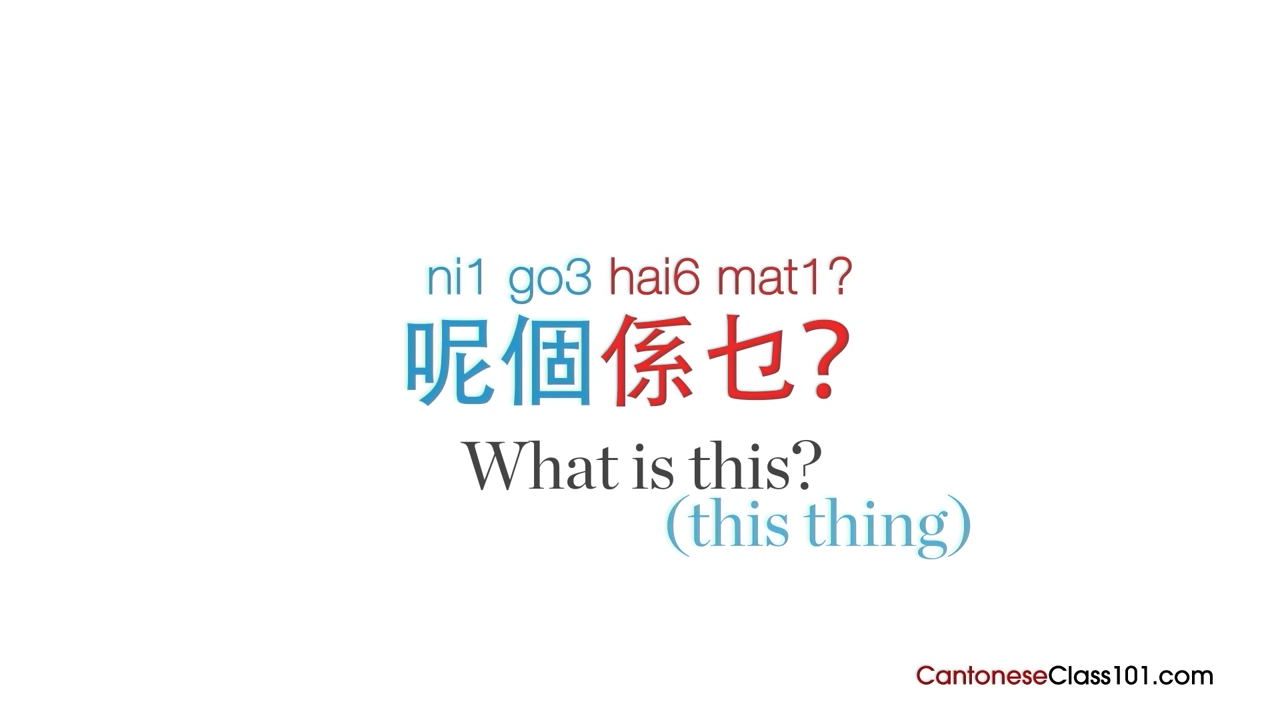 ni1 go3 hai6 mat1?
呢個係乜?
What is this?
(this thing)
CantoneseClass101.com